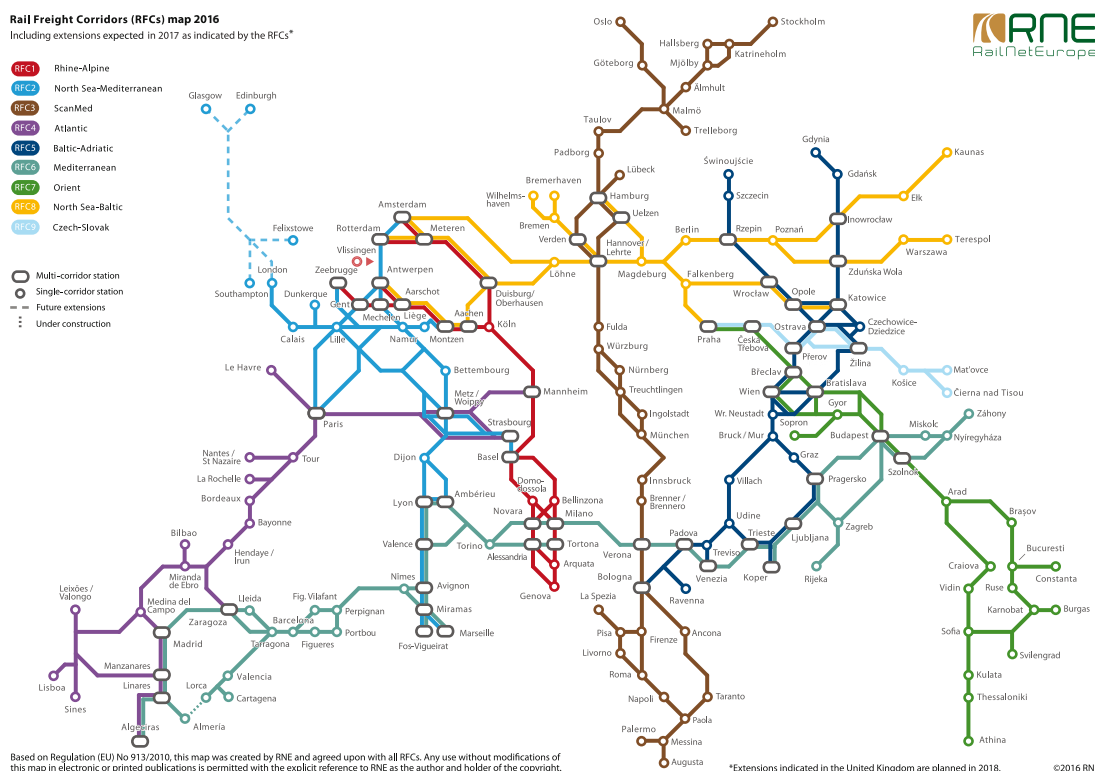 Rail Freight Corridors (RFCs) map 2016
Including extensions expected in 2017 as indicated by the RFCs*
RNE
RailNetEurope
RFC1 Rhine-Alpine
RFC2 North Sea-Mediterranean
RFC3 ScanMed
RFC4 Atlantic
RFC5 Baltic-Adriatic
RFC6 Mediterranean
RFC7 Orient
RFC8 North Sea-Baltic
RFC9 Czech-Slovak
Multi-corridor station
Single-corridor station
Future extensions
Under construction
Oslo
Stockholm
Hallsberg
Katrineholm
Göteborg
Mjölby
Älmhult
Malmö
Glasgow
Edinburgh
Taulov
Trelleborg
Padborg
Gdynia
Kaunas
Lübeck
Świnoujście
Gdańsk
Bremerhaven
Wilhelms-
haven
Hamburg
Szczecin
Ełk
Amsterdam
Uelzen
Inowrocław
Bremen
Rotterdam
Meteren
Verden
Hannover /
Lehrte
Berlin
Rzepin
Poznań
Felixstowe
Vlissingen
Warszawa
Terespol
London
Zeebrugge
Antwerpen
Löhne
Magdeburg
Falkenberg
Zduńska Wola
Southampton
Dunkerque
Gent
Aarschot
Duisburg/
Oberhausen
Wrocław
Opole
Katowice
Mechelen
Liège
Aachen
Calais
Lille
Namur
Montzen
Köln
Fulda
Praha
Česká
Třebova
Ostrava
Czechowice-
Dziedzice
Würzburg
Přerov
Žilina
Le Havre
Bettembourg
Nürnberg
Břeclav
Košice
Mat'ovce
Metz /
Woippy
Mannheim
Treuchtlingen
Wien
Bratislava
Čierna nad Tisou
Paris
Strasbourg
Ingolstadt
Wr. Neustadt
Gyor
Sopron
Záhony
Miskolc
München
Bruck / Mur
Budapest
Nyíregyháza
Nantes /
St Nazaire
Tour
Dijon
Basel
Graz
Szolnok
La Rochelle
Domo-
dossola
Innsbruck
Villach
Pragersko
Bordeaux
Lyon
Ambérieu
Bellinzona
Brenner /
Brennero
Arad
Bayonne
Novara
Milano
Udine
Trieste
Zagreb
Brașov
Bilbao
Hendaye /
Irun
Valence
Torino
Alessandria
Tortona
Verona
Padova
Treviso
Ljubljana
Bucuresti
Miranda
de Ebro
Arquata
Venezia
Koper
Rijeka
Craiova
Constanta
Leixões /
Valongo
Nîmes
Avignon
Genova
Bologna
Ravenna
Vidin
Ruse
Medina del
Campo
Lleida
Fig. Vilafant
Perpignan
Miramas
La Spezia
Karnobat
Burgas
Zaragoza
Barcelona
Madrid
Tarragona
Figueres
Portbou
Fos-Vigueirat
Marseille
Pisa
Firenze
Ancona
Sofia
Livorno
Svilengrad
Manzanares
Valencia
Roma
Kulata
Lisboa
Linares
Lorca
Cartagena
Napoli
Taranto
Thessaloniki
Sines
Algeciras
Almería
Paola
Palermo
Messina
Athina
Augusta
Based on Regulation (EU) No 913/2010, this map was created by RNE and agreed upon with all RFCs. Any use without modifications of
this map in electronic or printed publications is permitted with the explicit reference to RNE as the author and holder of the copyright.
*Extensions indicated in the United Kingdom are planned in 2018.
©2016 RN